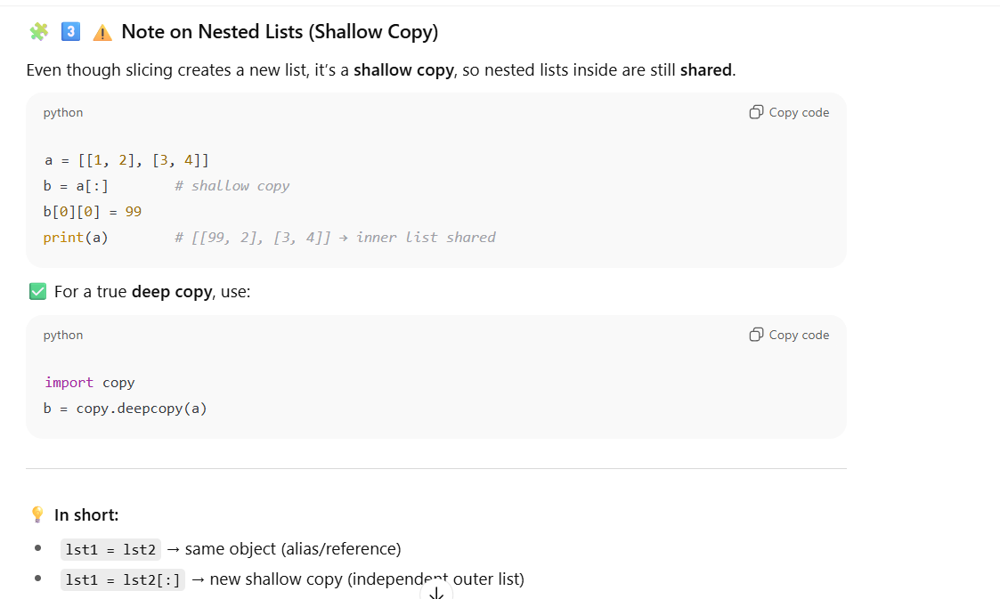 🧩 3️⃣ ⚠️ Note on Nested Lists (Shallow Copy)
Even though slicing creates a new list, it's a shallow copy, so nested lists inside are still shared.
python
Copy code
a = [[1, 2], [3, 4]]
b = a[:]        # shallow copy
b[0][0] = 99
print(a)        # [[99, 2], [3, 4]] → inner list shared
✅ For a true deep copy, use:
python
Copy code
import copy
b = copy.deepcopy(a)
💡 In short:
• lst1 = lst2 → same object (alias/reference)
• lst1 = lst2[:] → new shallow copy (independent outer list)